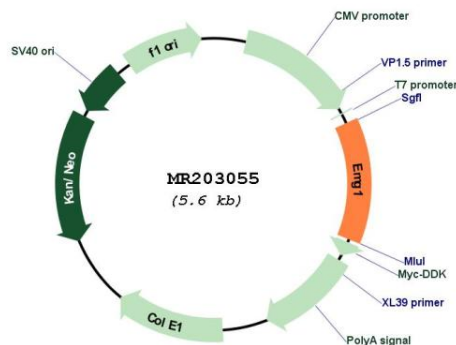 CMV promoter
f1 ori
SV40 ori
VP1.5 primer
T7 promoter
SgfI
Kan/ Neo
MR203055
(5.6 kb)
Emg1
MluI
Myc-DDK
XL39 primer
Col E1
PolyA signal